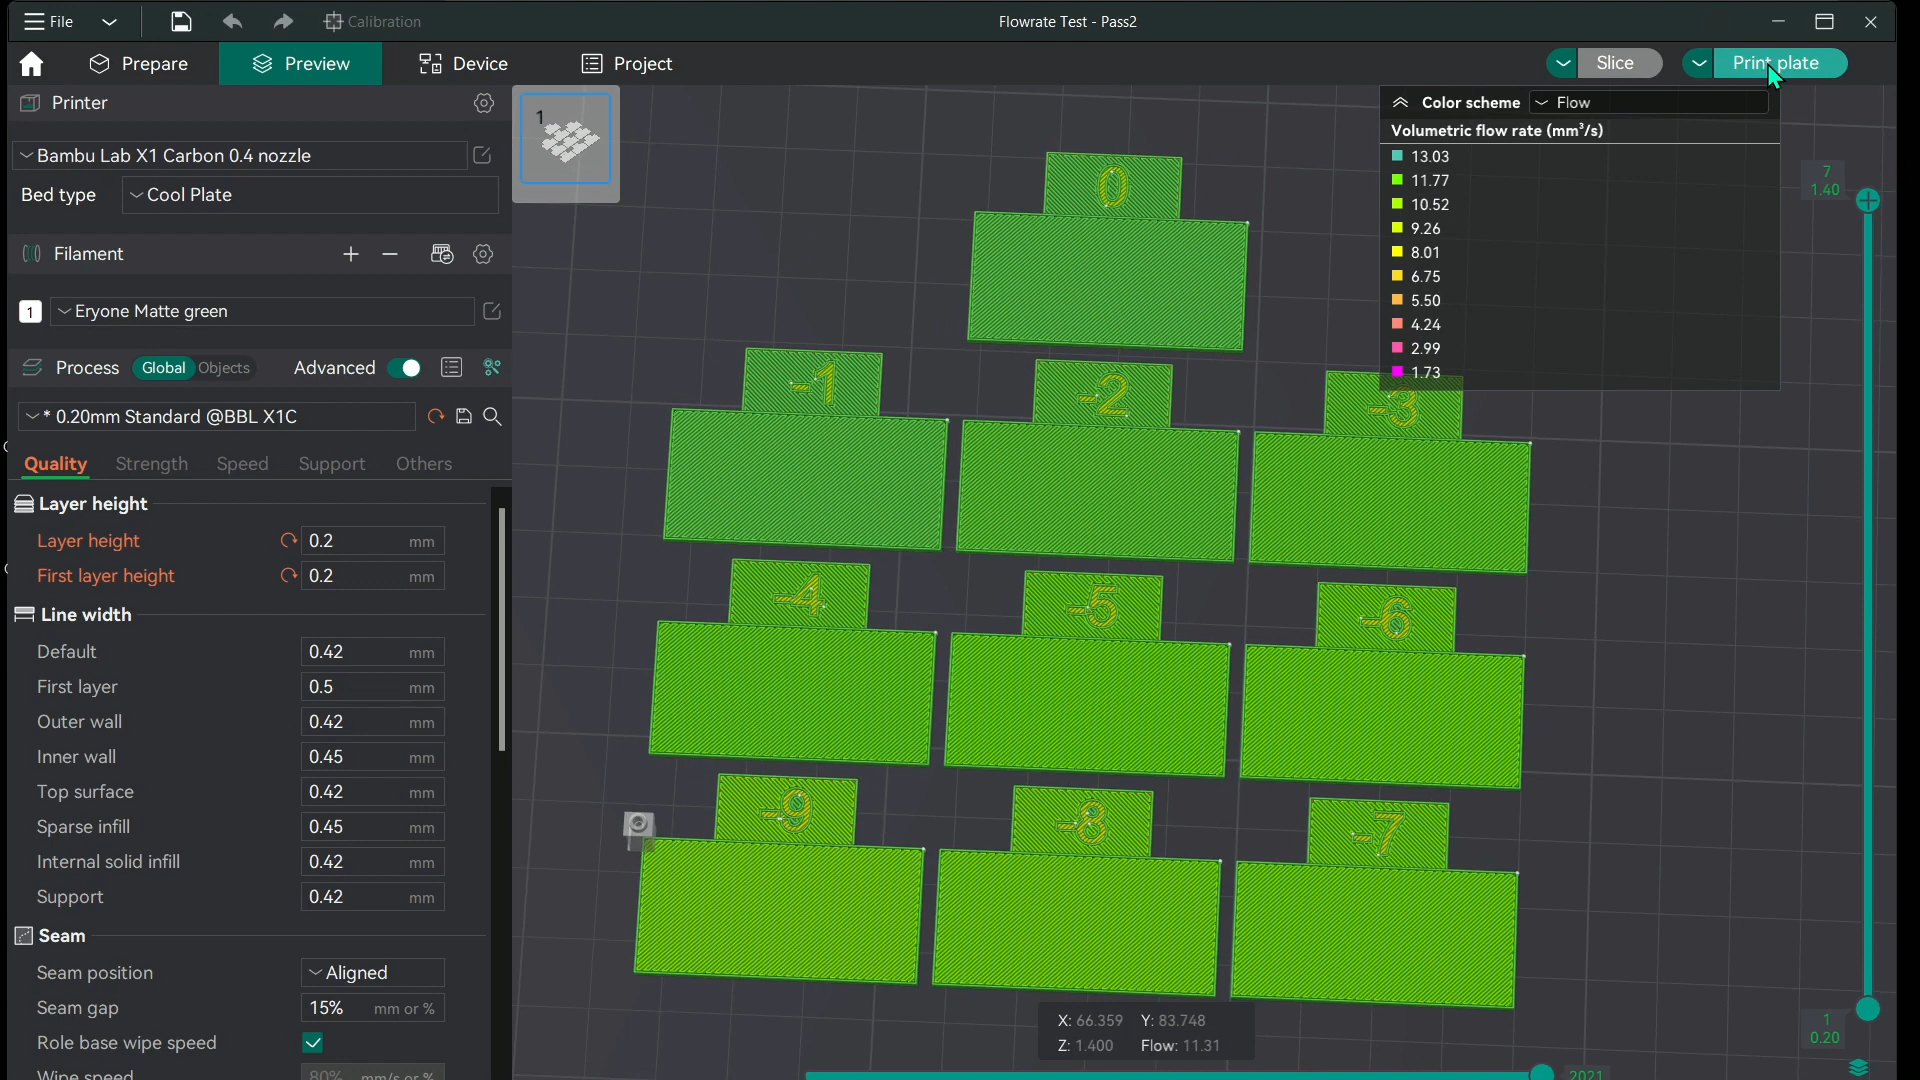 File
Calibration
Flowrate Test - Pass2
Prepare
Preview
Device
Project
Slice
Print plate
Printer
Bambu Lab X1 Carbon 0.4 nozzle
Bed type
Cool Plate
Filament
1
Eryone Matte green
Process
Global
Objects
Advanced
* 0.20mm Standard @BBL X1C
Quality
Strength
Speed
Support
Others
Layer height
Layer height 0.2 mm
First layer height 0.2 mm
Line width
Default 0.42 mm
First layer 0.5 mm
Outer wall 0.42 mm
Inner wall 0.45 mm
Top surface 0.42 mm
Sparse infill 0.45 mm
Internal solid infill 0.42 mm
Support 0.42 mm
Seam
Seam position Aligned
Seam gap 15% mm or %
Role base wipe speed
Wipe speed 80% mm/s or %
1
0
-1
-2
-3
-4
-5
-6
-9
-8
-7
Color scheme
Flow
Volumetric flow rate (mm³/s)
13.03
11.77
10.52
9.26
8.01
6.75
5.50
4.24
2.99
1.73
7
1.40
1
0.20
X: 66.359 Y: 83.748
Z: 1.400 Flow: 11.31
2021